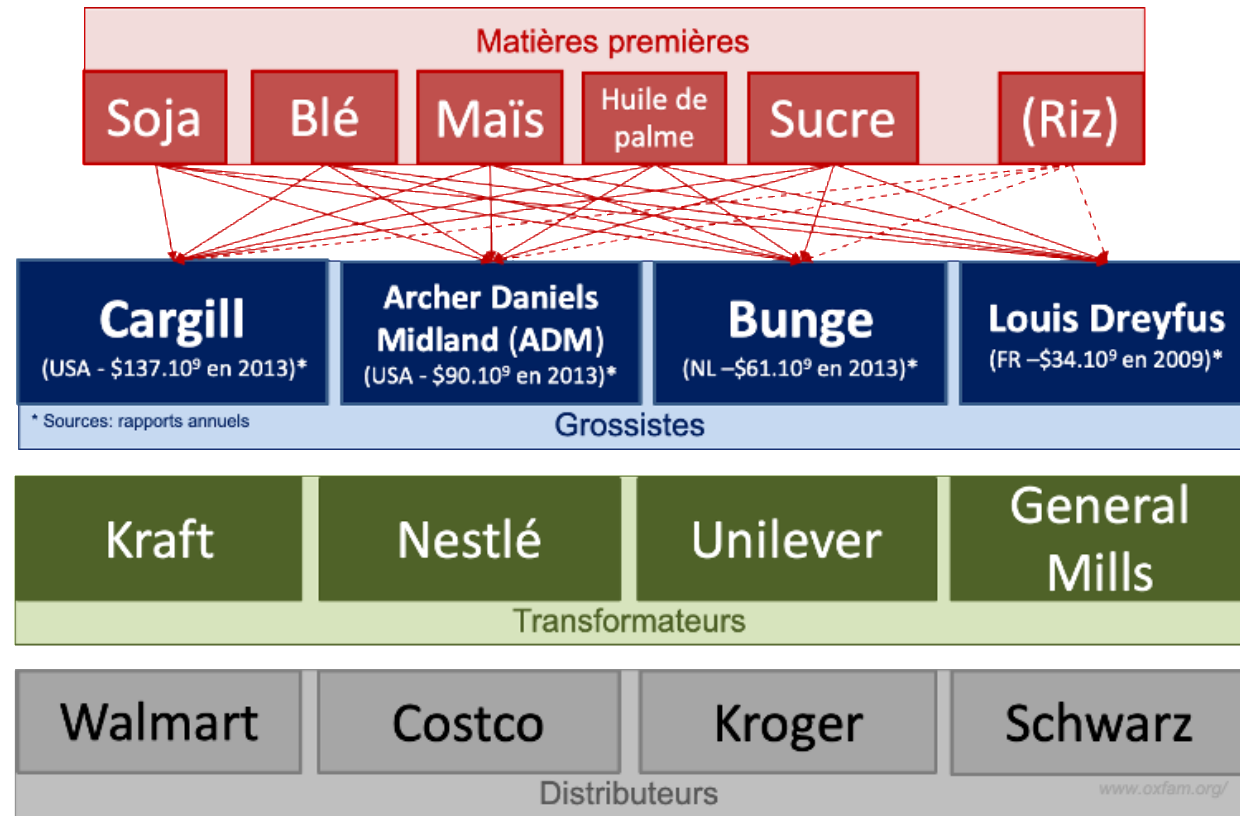 Matières premières
Soja
Blé
Maïs
Huile de
palme
Sucre
(Riz)
Cargill
(USA - $137.10⁹ en 2013)*
Archer Daniels
Midland (ADM)
(USA - $90.10⁹ en 2013)*
Bunge
(NL –$61.10⁹ en 2013)*
Louis Dreyfus
(FR –$34.10⁹ en 2009)*
* Sources: rapports annuels
Grossistes
Kraft
Nestlé
Unilever
General
Mills
Transformateurs
Walmart
Costco
Kroger
Schwarz
Distributeurs
www.oxfam.org/